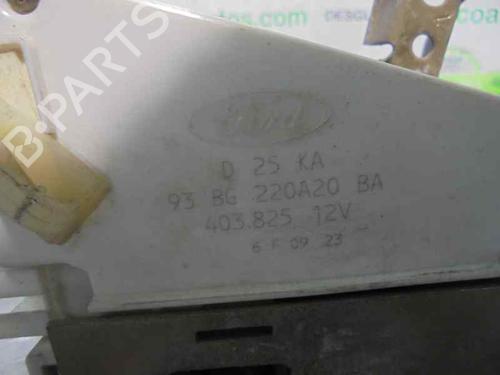 Ford
D 25 KA
93 BG 220A20 BA
403.825 12V
6 F 09 23
B-PARTS